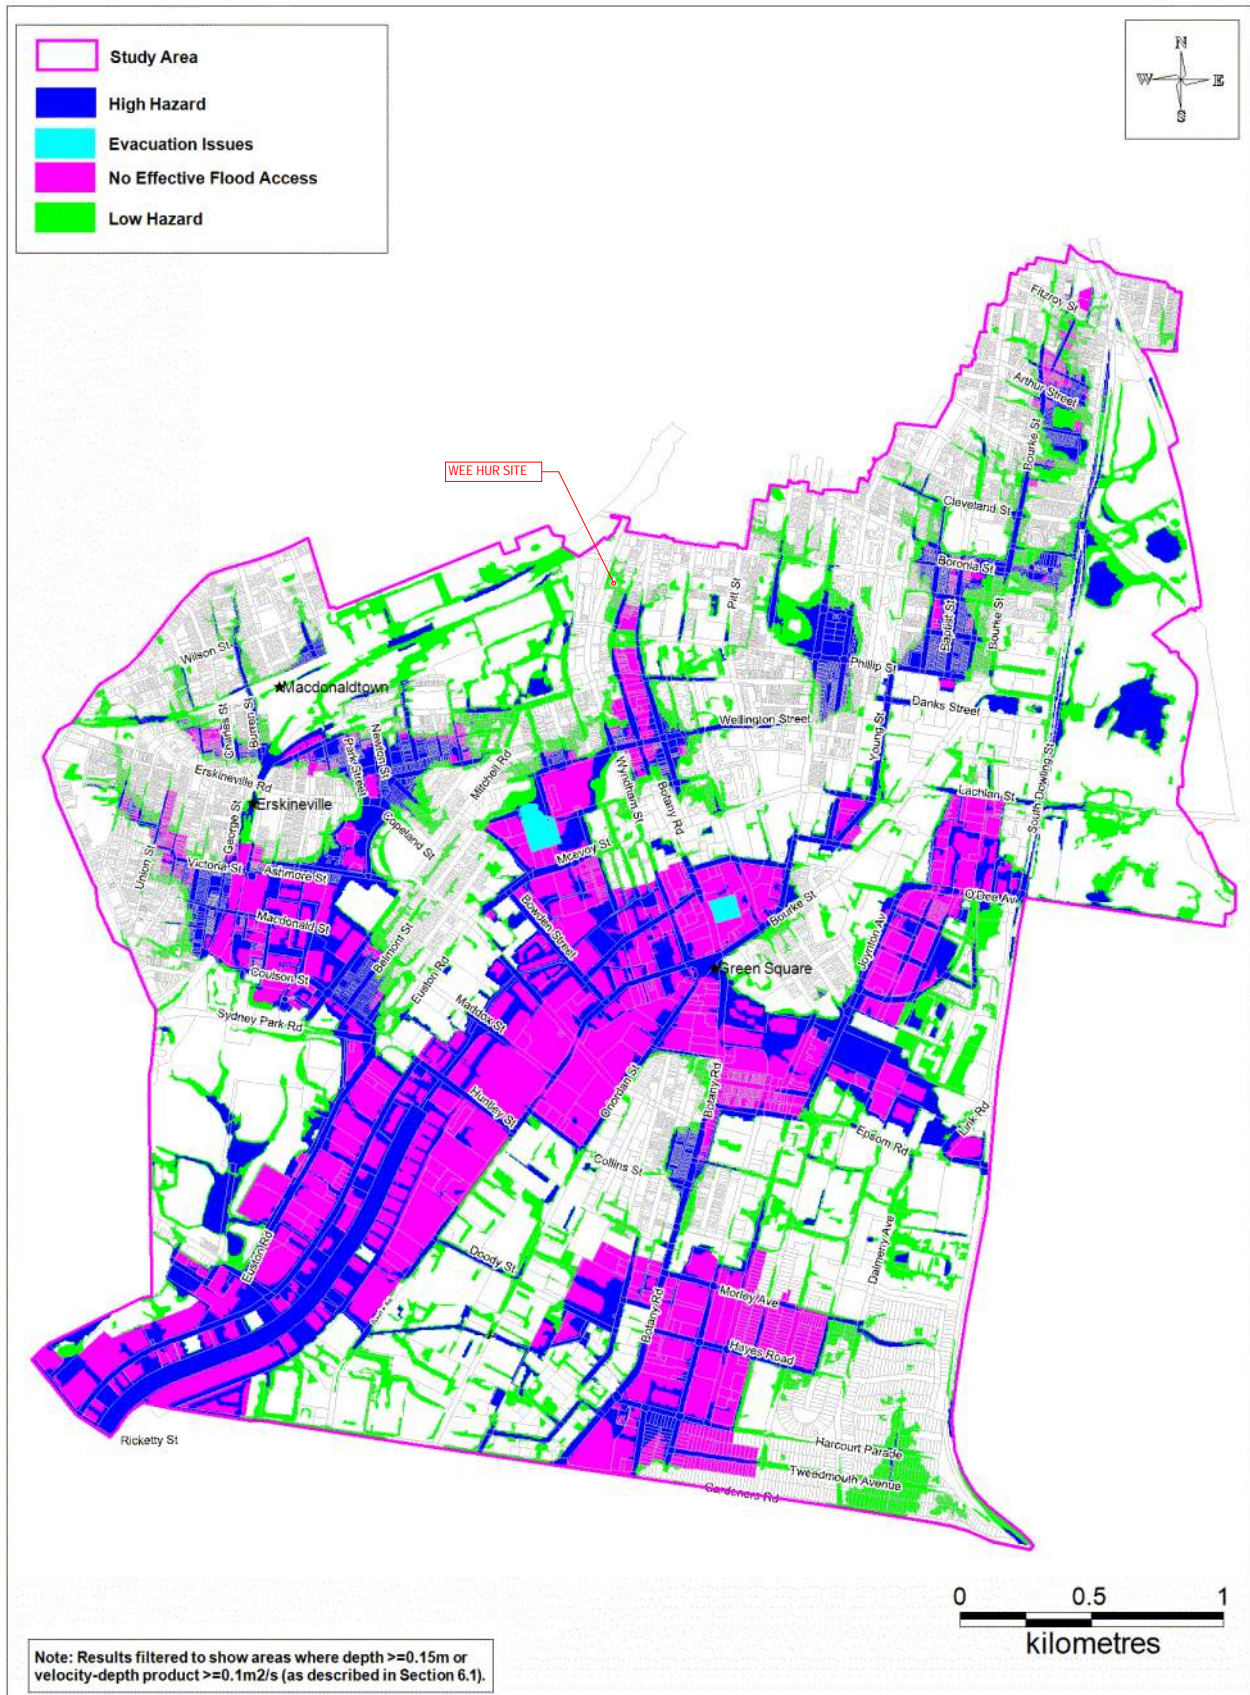 Study Area
High Hazard
Evacuation Issues
No Effective Flood Access
Low Hazard
N
W
E
S
Fitzroy St
Arthur Street
Bourke St
WEE HUR SITE
Cleveland St
Boronia St
Pitt St
Baptist St
Bourke St
Wilson St
Phillip St
Macdonaldtown
Danks Street
Charles St
Burren St
Wellington Street
Young St
Newton St
Park Street
Mitchell Rd
South Dowling St
Erskineville Rd
Wyndham St
Botany Rd
Lachlan St
Erskineville
George St
Copeland St
Mcevoy St
Union St
Victoria St
Ashmore St
O'Dea Av
Bowden Street
Bourke St
Macdonald St
Joynton Av
Belmont St
Green Square
Coulson St
Euston Rd
Maddox St
Sydney Park Rd
Huntley St
Onordan St
Botany Rd
Link Rd
Epsom Rd
Collins St
Euston Rd
Doody St
Dalmeny Ave
Morley Ave
Botany Rd
Hayes Road
Ricketty St
Harcourt Parade
Tweedmouth Avenue
Gardeners Rd
0 0.5 1
kilometres
Note: Results filtered to show areas where depth >=0.15m or
velocity-depth product >=0.1m2/s (as described in Section 6.1).